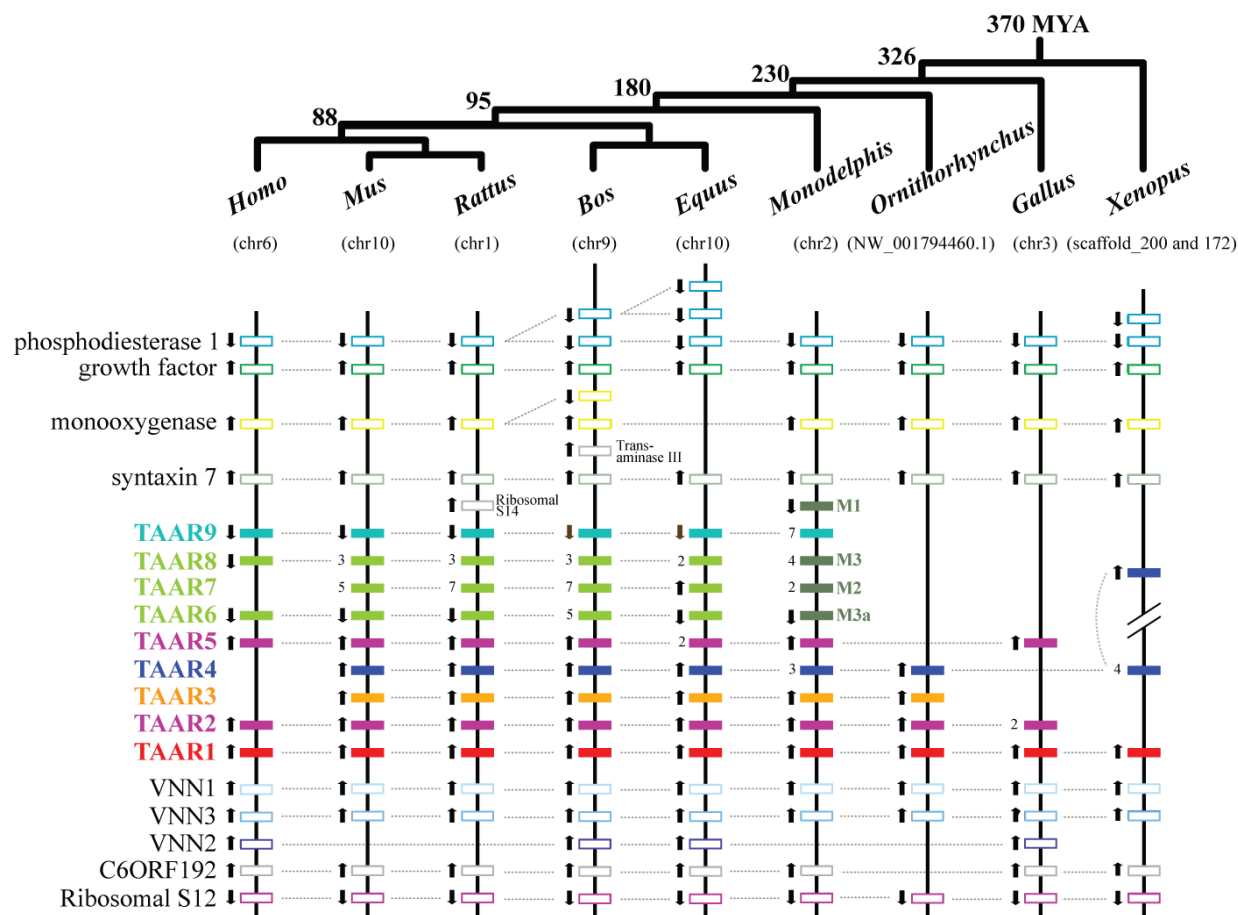 370 MYA
326
230
180
95
88
Homo Mus Rattus Bos Equus Monodelphis Ornithorhynchus Gallus Xenopus
(chr6) (chr10) (chr1) (chr9) (chr10) (chr2) (NW_001794460.1) (chr3) (scaffold_200 and 172)
phosphodiesterase 1
growth factor
monooxygenase
Trans-
aminase III
syntaxin 7
Ribosomal
S14
M1
TAAR9 7
TAAR8 3 3 3 2 4 M3
TAAR7 5 7 7 2 M2
TAAR6 5 M3a
TAAR5 2
TAAR4 3 4
TAAR3
TAAR2 2
TAAR1
VNN1
VNN3
VNN2
C6ORF192
Ribosomal S12